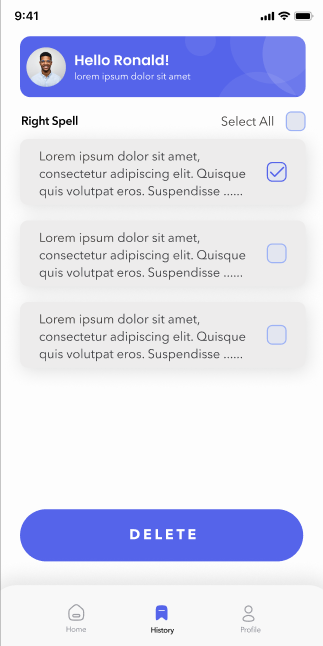 9:41
Hello Ronald!
lorem ipsum dolor sit amet
Right Spell
Select All
Lorem ipsum dolor sit amet,
consectetur adipiscing elit. Quisque
quis volutpat eros. Suspendisse ......
Lorem ipsum dolor sit amet,
consectetur adipiscing elit. Quisque
quis volutpat eros. Suspendisse ......
Lorem ipsum dolor sit amet,
consectetur adipiscing elit. Quisque
quis volutpat eros. Suspendisse ......
DELETE
Home
History
Profile